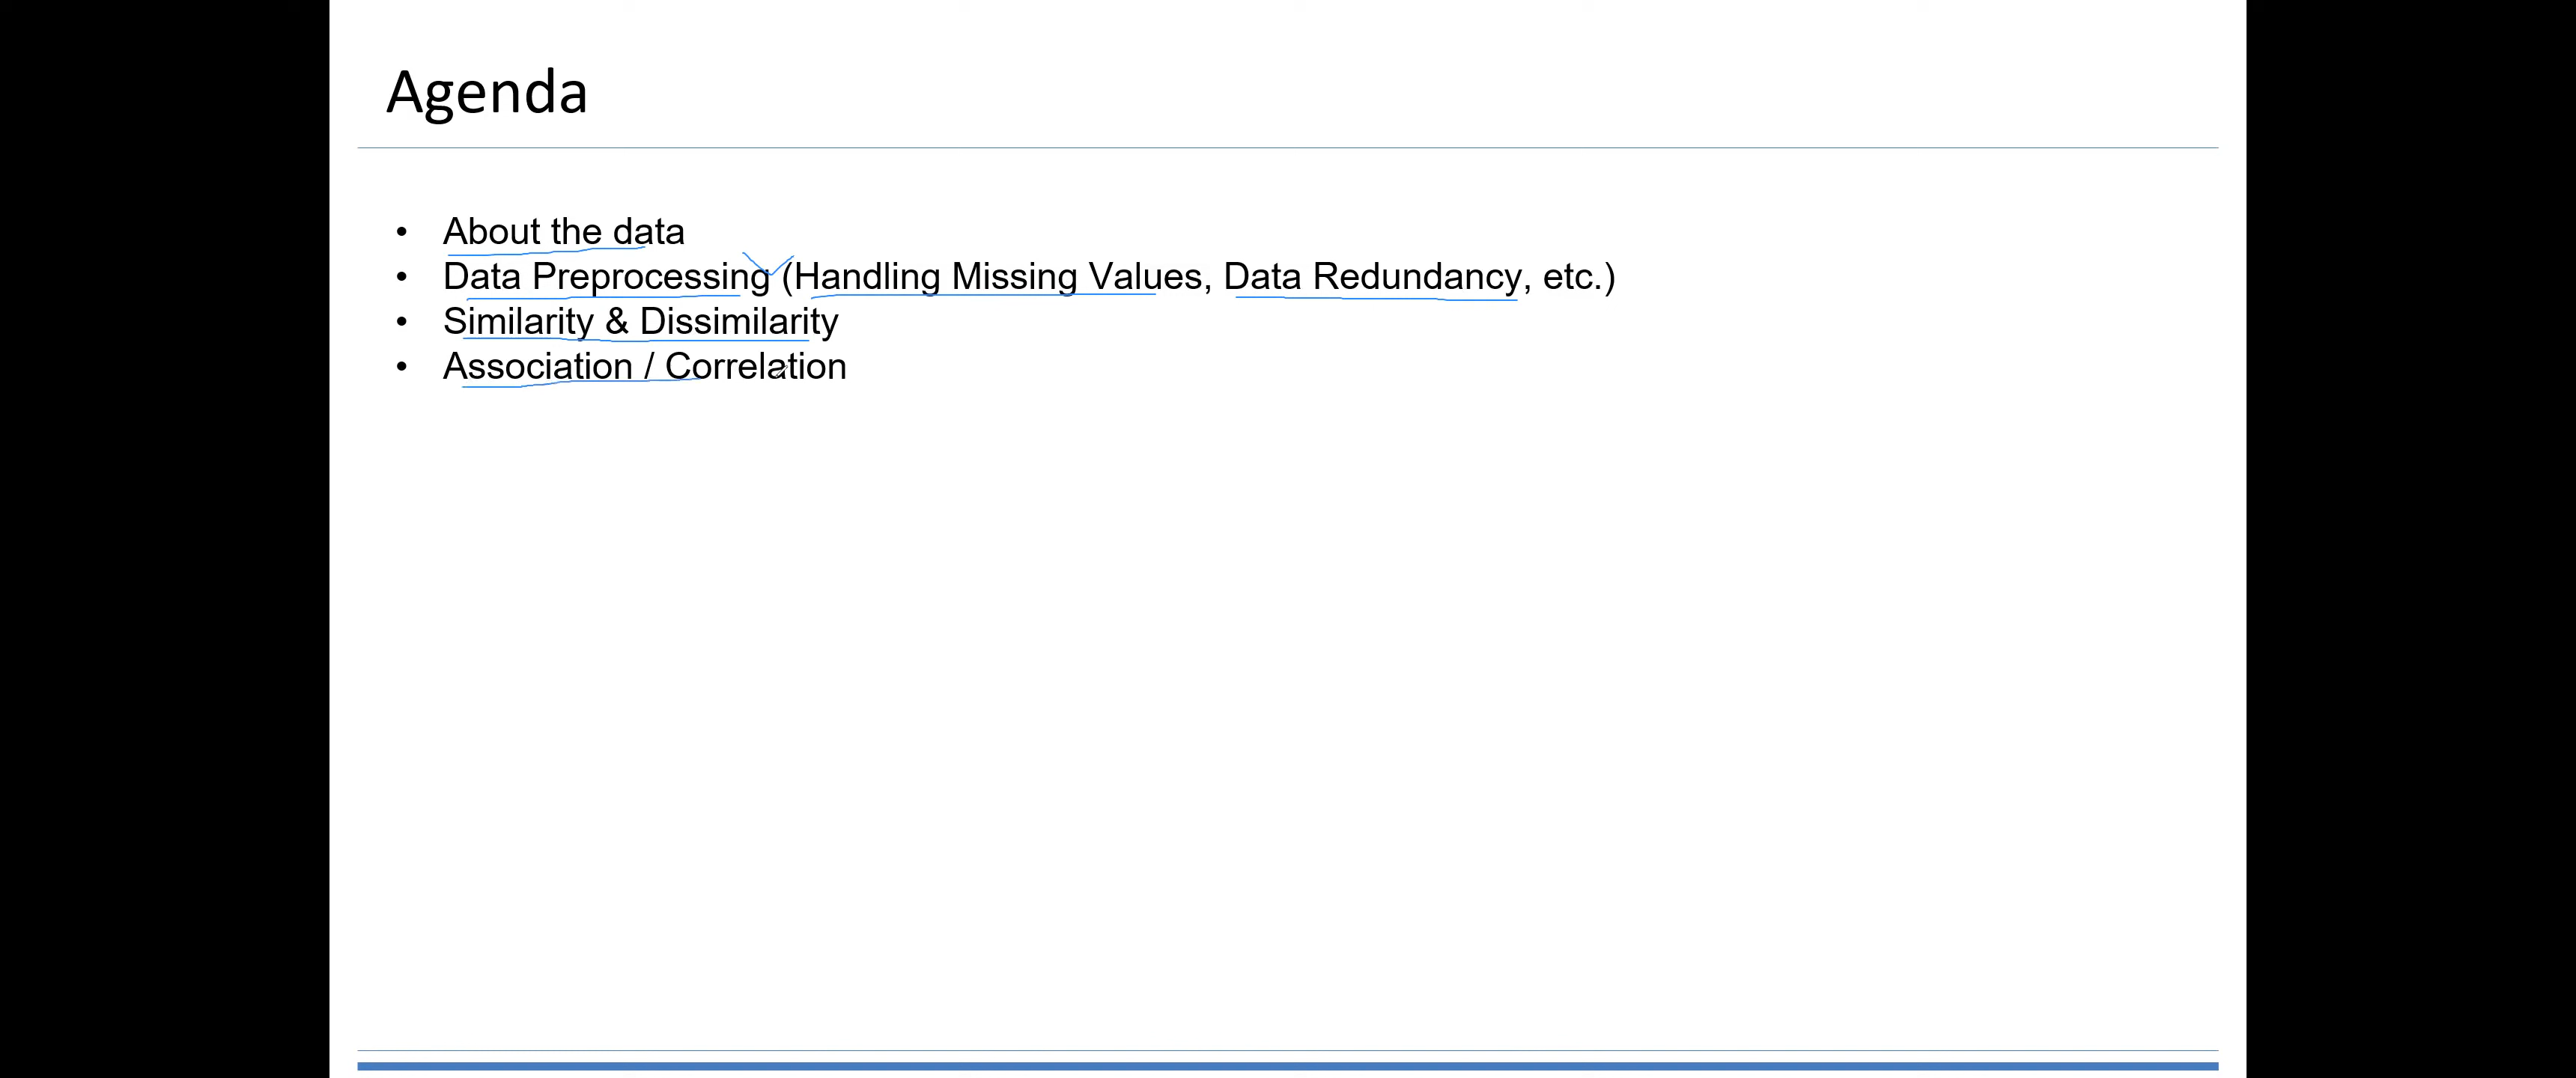 Agenda
• About the data
• Data Preprocessing (Handling Missing Values, Data Redundancy, etc.)
• Similarity & Dissimilarity
• Association / Correlation